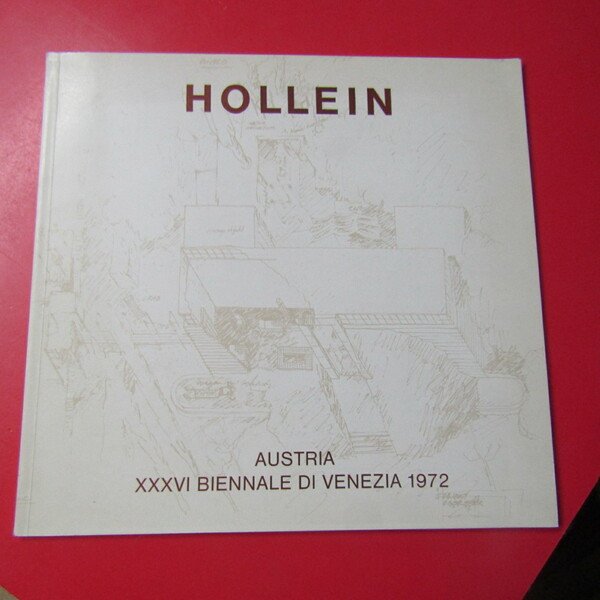 HOLLEIN
AUSTRIA
XXXVI BIENNALE DI VENEZIA 1972